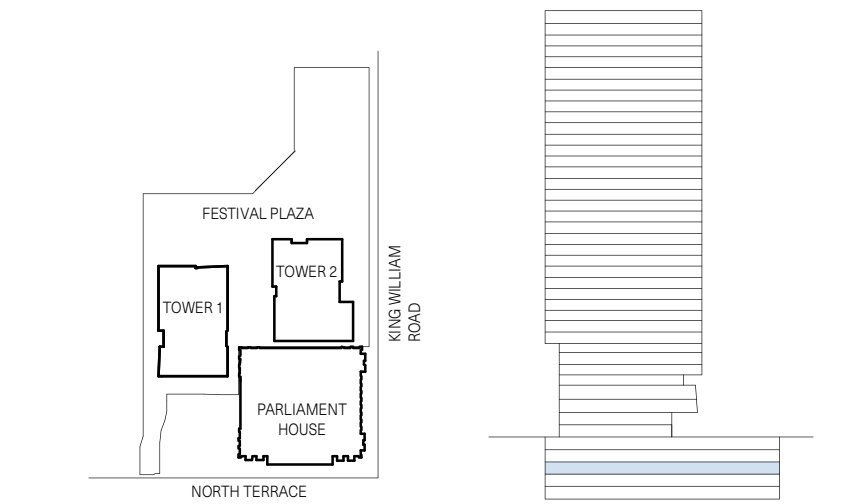 FESTIVAL PLAZA
TOWER 2
TOWER 1
KING WILLIAM
ROAD
PARLIAMENT
HOUSE
NORTH TERRACE